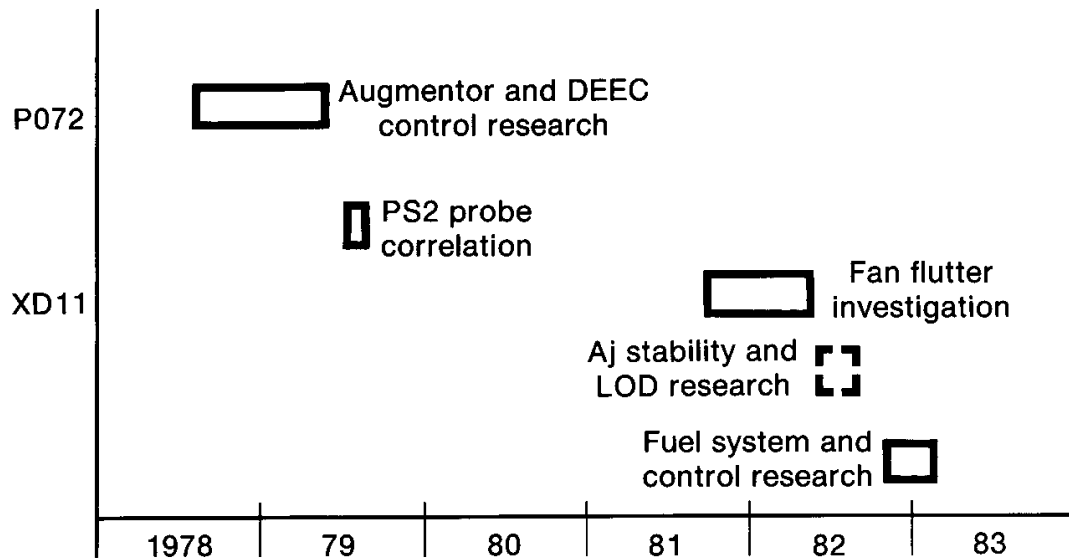 P072
Augmentor and DEEC
control research
PS2 probe
correlation
XD11
Fan flutter
investigation
Aj stability and
LOD research
Fuel system and
control research
1978 79 80 81 82 83